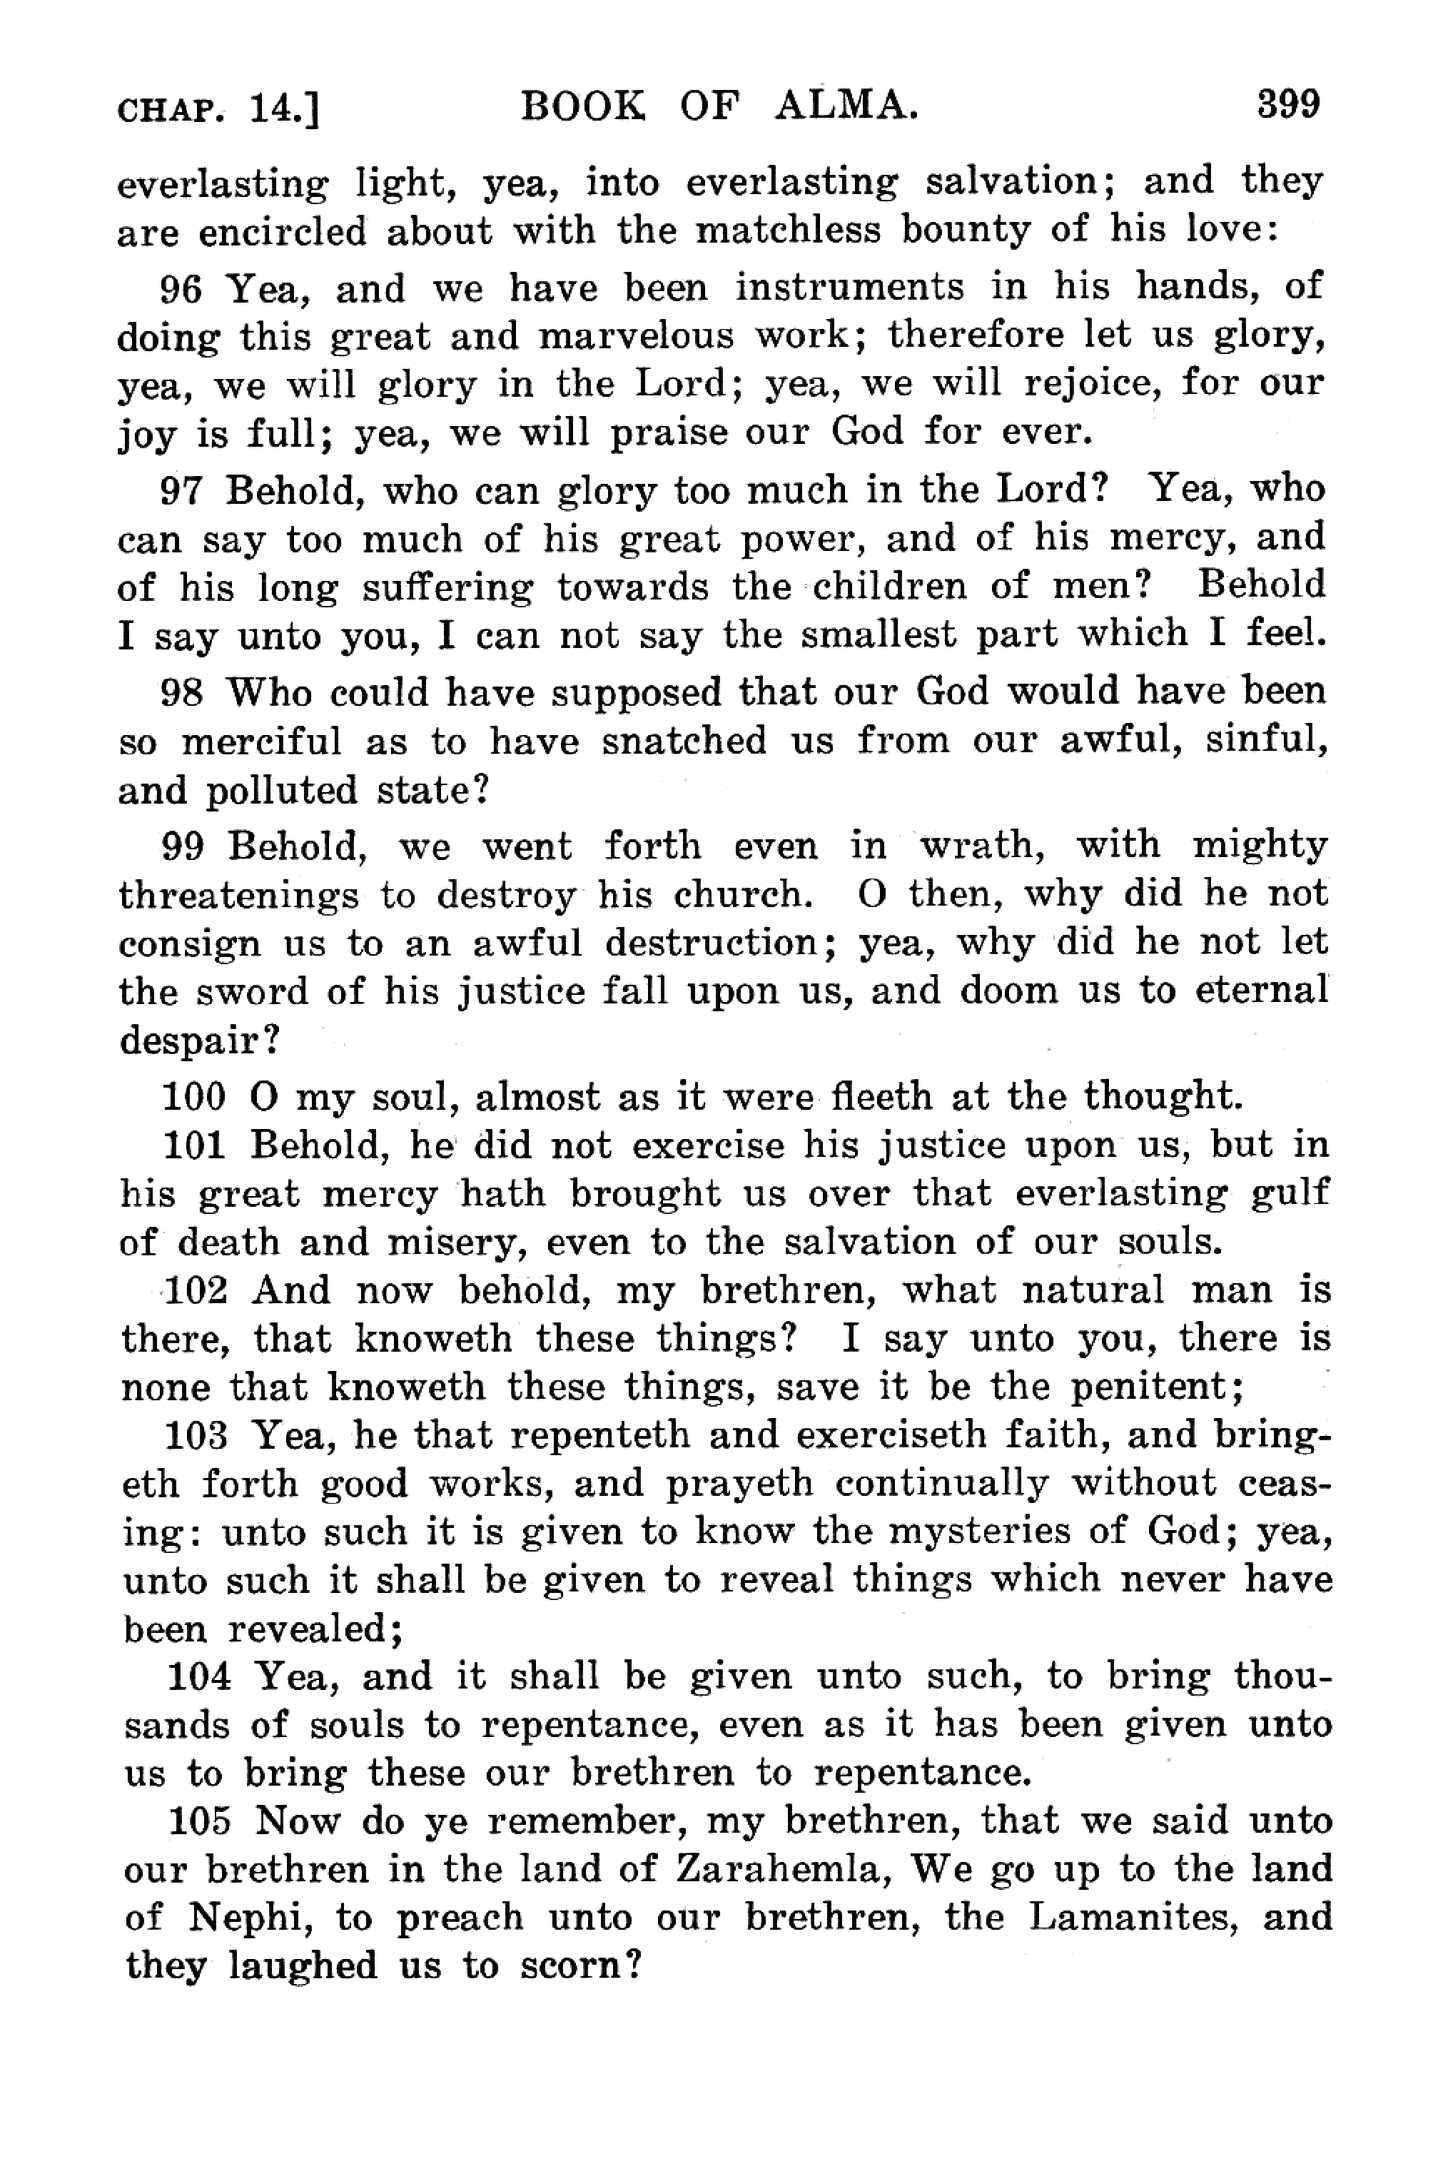 CHAP. 14.] BOOK OF ALMA. 399
everlasting light, yea, into everlasting salvation; and they
are encircled about with the matchless bounty of his love:
96 Yea, and we have been instruments in his hands, of
doing this great and marvelous work; therefore let us glory,
yea, we will glory in the Lord; yea, we will rejoice, for our
joy is full; yea, we will praise our God for ever.
97 Behold, who can glory too much in the Lord? Yea, who
can say too much of his great power, and of his mercy, and
of his long suffering towards the children of men? Behold
I say unto you, I can not say the smallest part which I feel.
98 Who could have supposed that our God would have been
so merciful as to have snatched us from our awful, sinful,
and polluted state?
99 Behold, we went forth even in wrath, with mighty
threatenings to destroy his church. O then, why did he not
consign us to an awful destruction; yea, why did he not let
the sword of his justice fall upon us, and doom us to eternal
despair?
100 O my soul, almost as it were fleeth at the thought.
101 Behold, he did not exercise his justice upon us, but in
his great mercy hath brought us over that everlasting gulf
of death and misery, even to the salvation of our souls.
102 And now behold, my brethren, what natural man is
there, that knoweth these things? I say unto you, there is
none that knoweth these things, save it be the penitent;
103 Yea, he that repenteth and exerciseth faith, and bring-
eth forth good works, and prayeth continually without ceas-
ing: unto such it is given to know the mysteries of God; yea,
unto such it shall be given to reveal things which never have
been revealed;
104 Yea, and it shall be given unto such, to bring thou-
sands of souls to repentance, even as it has been given unto
us to bring these our brethren to repentance.
105 Now do ye remember, my brethren, that we said unto
our brethren in the land of Zarahemla, We go up to the land
of Nephi, to preach unto our brethren, the Lamanites, and
they laughed us to scorn?